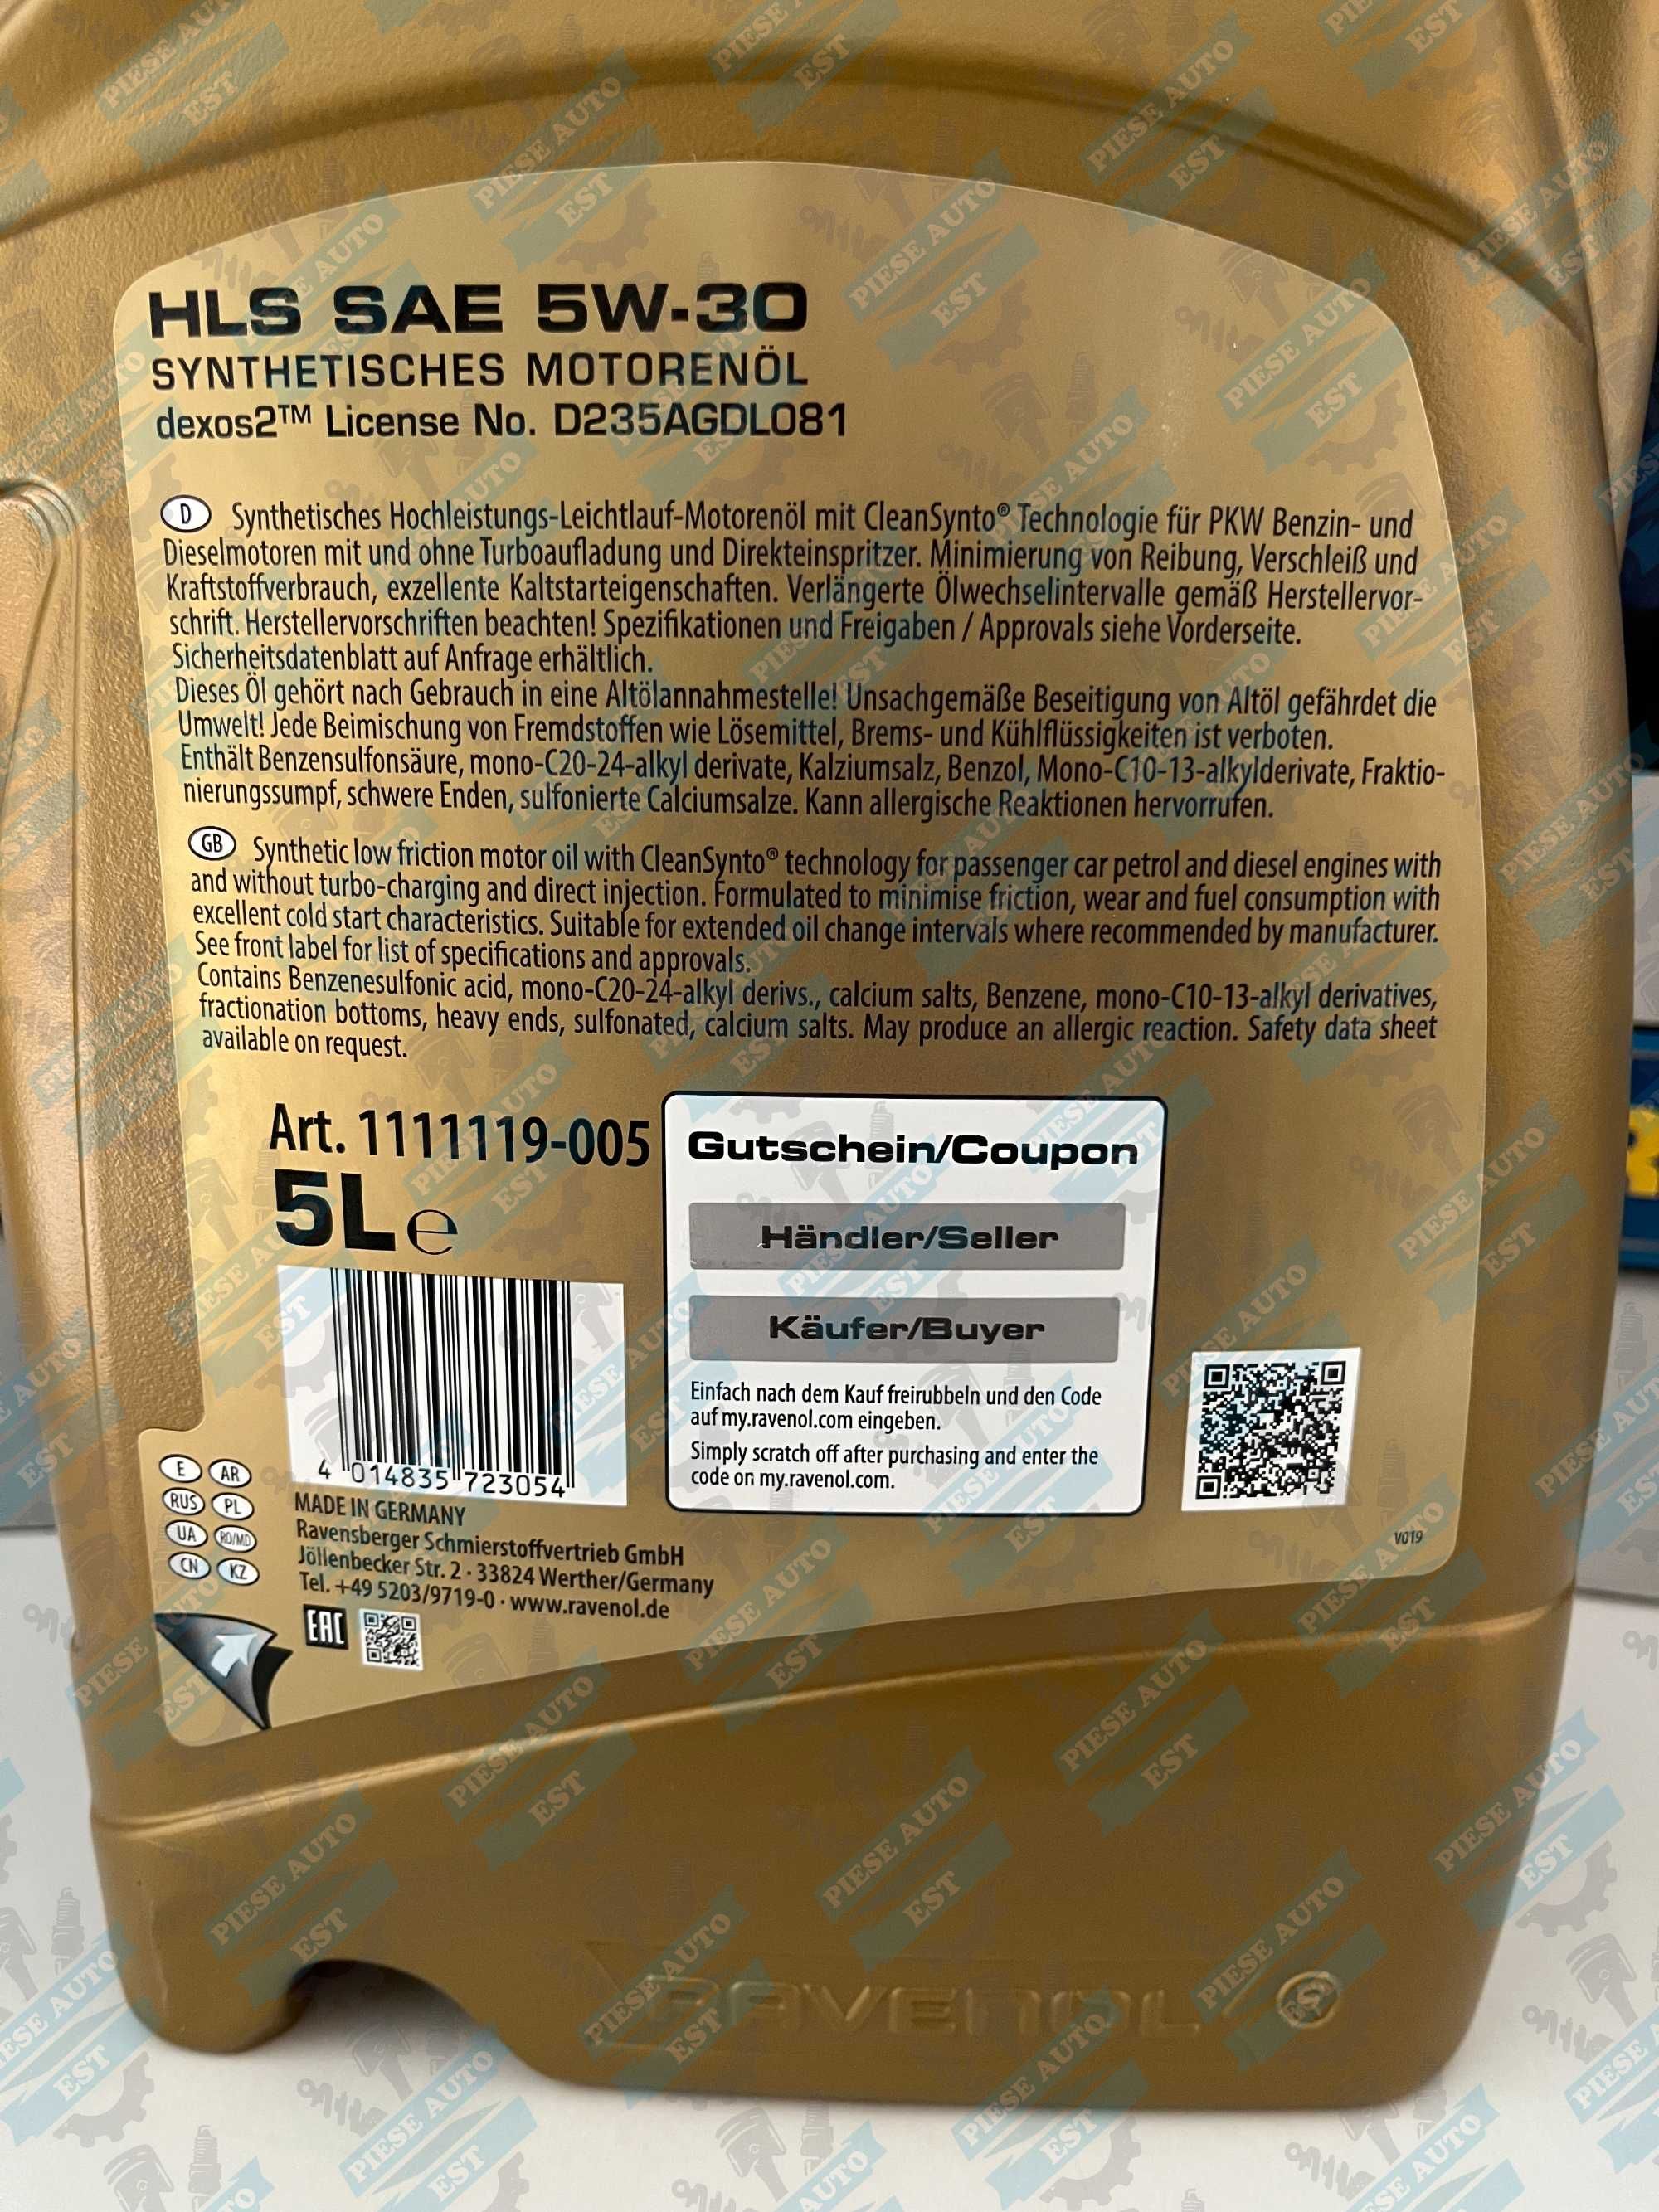 HLS SAE 5W-30
SYNTHETISCHES MOTORENÖL
dexos2™ License No. D235AGDL081
D Synthetisches Hochleistungs-Leichtlauf-Motorenöl mit CleanSynto® Technologie für PKW Benzin- und
Dieselmotoren mit und ohne Turboaufladung und Direkteinspritzer. Minimierung von Reibung, Verschleiß und
Kraftstoffverbrauch, exzellente Kaltstarteigenschaften. Verlängerte Ölwechselintervalle gemäß Herstellervor-
schrift. Herstellervorschriften beachten! Spezifikationen und Freigaben / Approvals siehe Vorderseite.
Sicherheitsdatenblatt auf Anfrage erhältlich.
Dieses Öl gehört nach Gebrauch in eine Altölannahmestelle! Unsachgemäße Beseitigung von Altöl gefährdet die
Umwelt! Jede Beimischung von Fremdstoffen wie Lösemittel, Brems- und Kühlflüssigkeiten ist verboten.
Enthält Benzensulfonsäure, mono-C20-24-alkyl derivate, Kalziumsalz, Benzol, Mono-C10-13-alkylderivate, Fraktio-
nierungssumpf, schwere Enden, sulfonierte Calciumsalze. Kann allergische Reaktionen hervorrufen.
GB Synthetic low friction motor oil with CleanSynto® technology for passenger car petrol and diesel engines with
and without turbo-charging and direct injection. Formulated to minimise friction, wear and fuel consumption with
excellent cold start characteristics. Suitable for extended oil change intervals where recommended by manufacturer.
See front label for list of specifications and approvals.
Contains Benzenesulfonic acid, mono-C20-24-alkyl derivs., calcium salts, Benzene, mono-C10-13-alkyl derivatives,
fractionation bottoms, heavy ends, sulfonated, calcium salts. May produce an allergic reaction. Safety data sheet
available on request.
Art. 1111119-005
5L e
4 014835 723054
Gutschein/Coupon
Händler/Seller
Käufer/Buyer
Einfach nach dem Kauf freirubbeln und den Code
auf my.ravenol.com eingeben.
Simply scratch off after purchasing and enter the
code on my.ravenol.com.
V019
E AR
RUS PL
UA RO/MD
CN KZ
MADE IN GERMANY
Ravensberger Schmierstoffvertrieb GmbH
Jöllenbecker Str. 2 · 33824 Werther/Germany
Tel. +49 5203/9719-0 · www.ravenol.de
EAC
RAVENOL ®
PIESE AUTO
EST